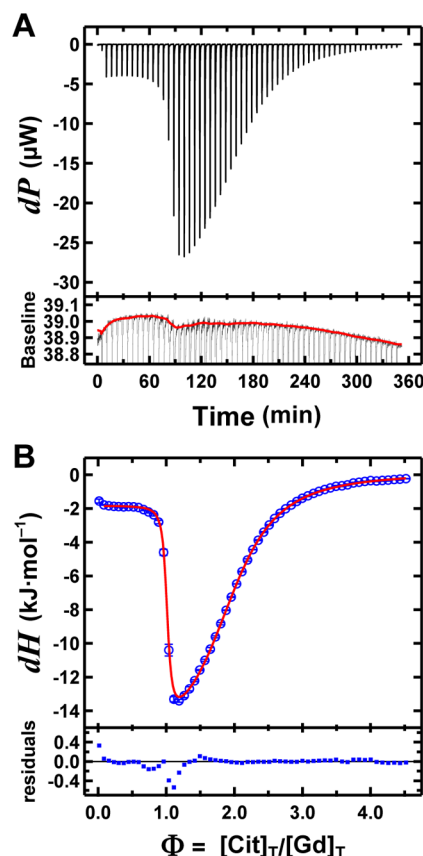 A
0
-5
-10
-15
-20
-25
-30
dP (µW)
39.1
39.0
38.9
38.8
Baseline
0 60 120 180 240 300 360
Time (min)
B
0
-2
-4
-6
-8
-10
-12
-14
dH (kJ·mol⁻¹)
0.4
0.0
-0.4
residuals
0.0 1.0 2.0 3.0 4.0
Φ = [Cit]T/[Gd]T